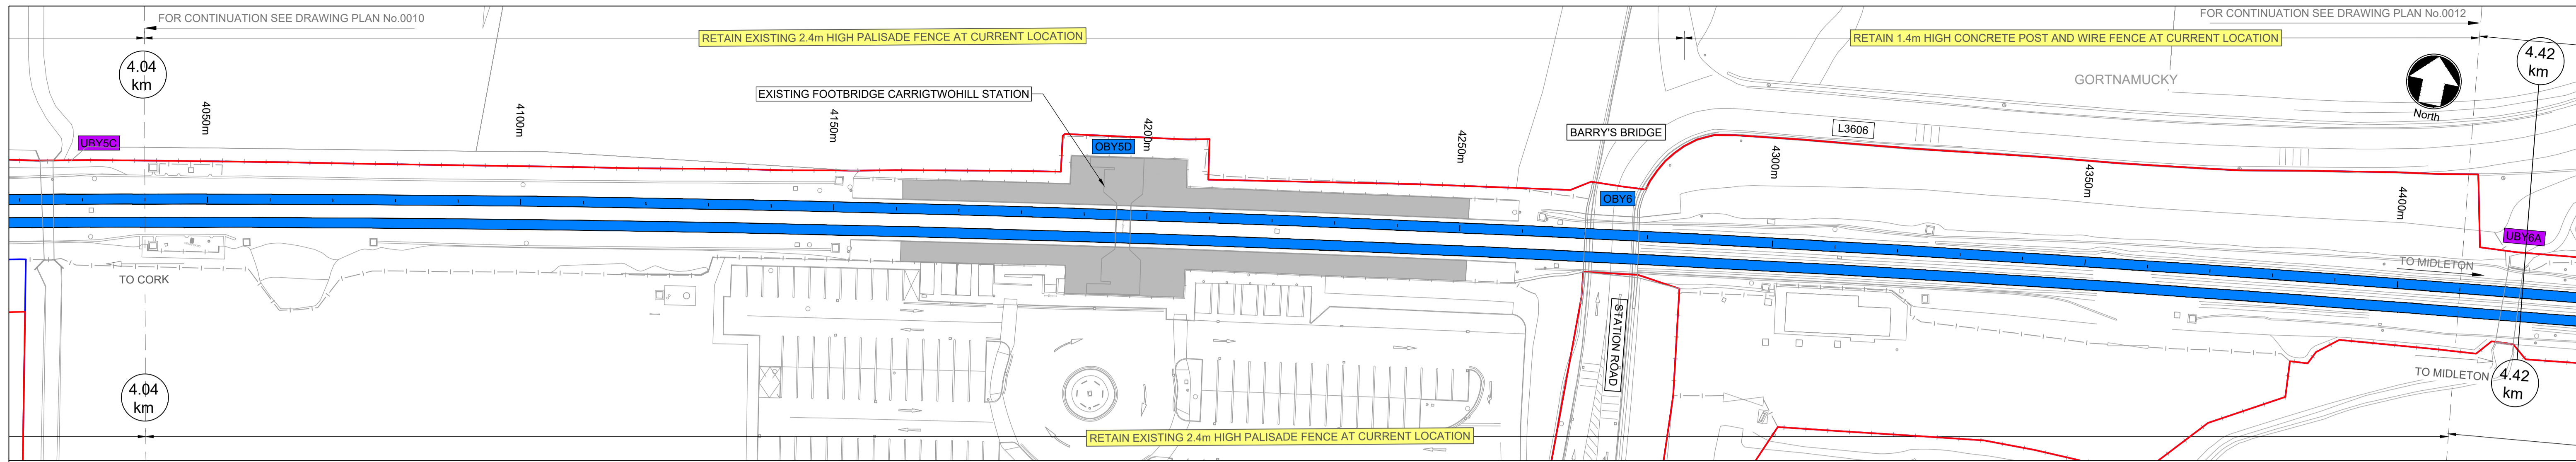 FOR CONTINUATION SEE DRAWING PLAN No.0010
FOR CONTINUATION SEE DRAWING PLAN No.0012
RETAIN EXISTING 2.4m HIGH PALISADE FENCE AT CURRENT LOCATION
RETAIN 1.4m HIGH CONCRETE POST AND WIRE FENCE AT CURRENT LOCATION
4.04
km
4.42
km
GORTNAMUCKY
North
EXISTING FOOTBRIDGE CARRIGTWOHILL STATION
4050m
4100m
4150m
4200m
4250m
4300m
4350m
4400m
UBY5C
OBY5D
BARRY'S BRIDGE
L3606
OBY6
UBY6A
TO CORK
TO MIDLETON
STATION ROAD
TO MIDLETON
4.04
km
4.42
km
RETAIN EXISTING 2.4m HIGH PALISADE FENCE AT CURRENT LOCATION